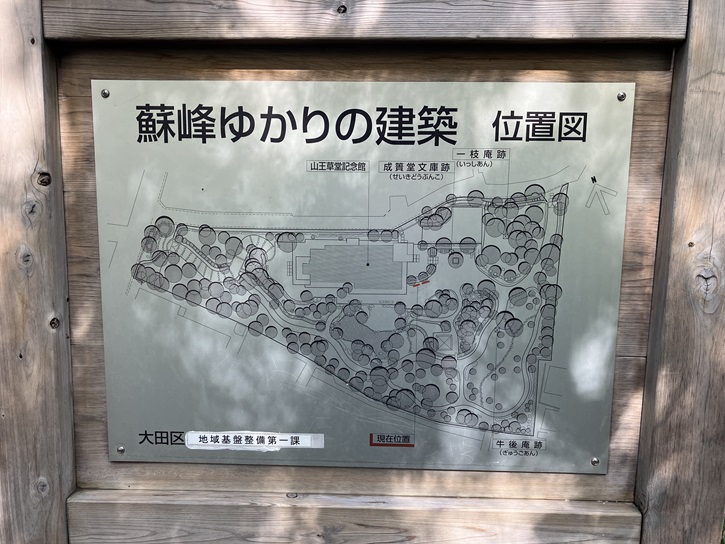 蘇峰ゆかりの建築 位置図
一枝庵跡
(いっしあん)
山王草堂記念館
成簣堂文庫跡
(せいきどうぶんこ)
大田区 地域基盤整備第一課
現在位置
牛後庵跡
(ぎゅうごあん)